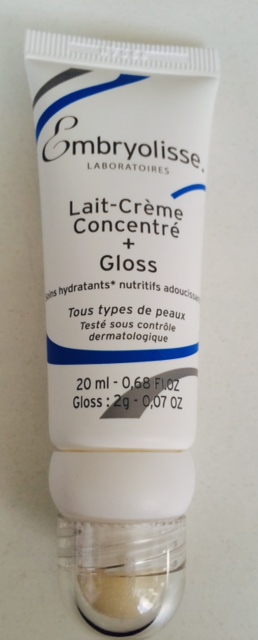 Embryolisse.
LABORATOIRES
Lait-Crème
Concentré
+
Gloss
hydratants* nutritifs
Tous types de peaux
Testé sous contrôle
dermatologique
20 ml - 0,68 Fl.OZ
Gloss : 2g - 0,07 OZ